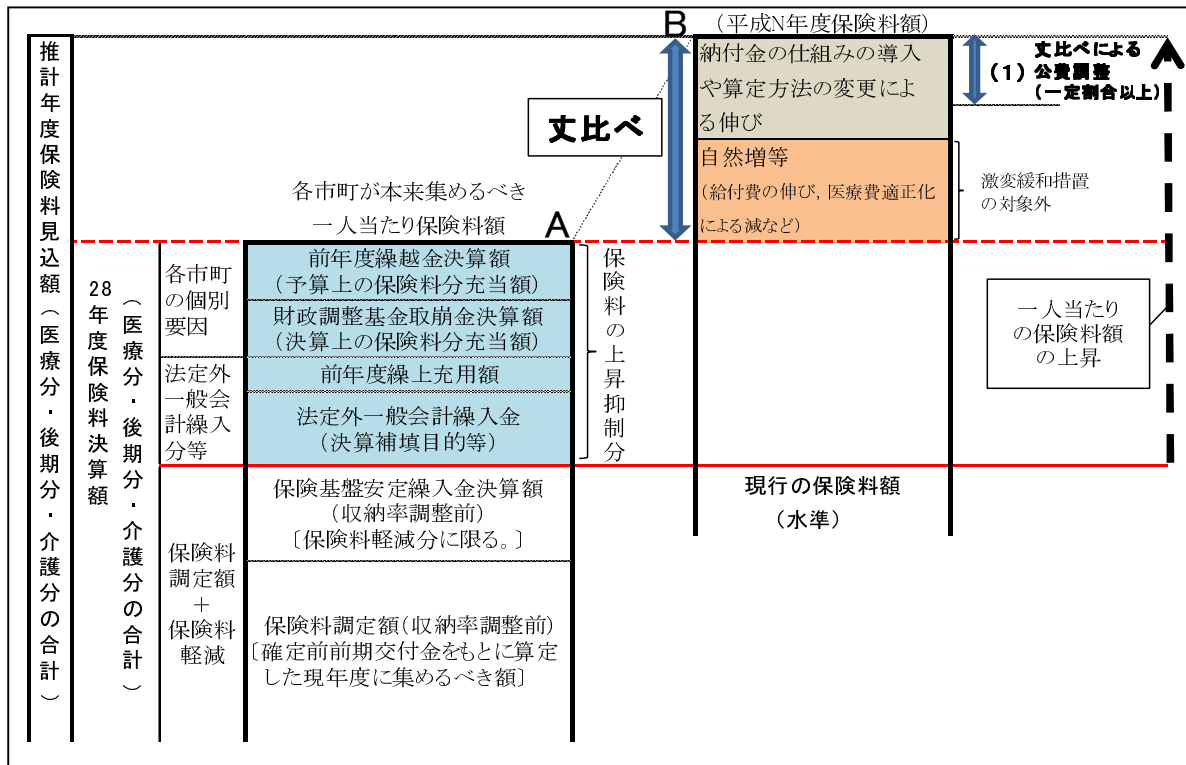 推計年度保険料見込額（医療分・後期分・介護分の合計）
28年度保険料決算額
（医療分・後期分・介護分の合計）
各市町
の個別
要因
法定外
一般会
計繰入
分等
保険料
調定額
＋
保険料
軽減
各市町が本来集めるべき
一人当たり保険料額
A
前年度繰越金決算額
（予算上の保険料分充当額）
財政調整基金取崩金決算額
（決算上の保険料分充当額）
前年度繰上充用額
法定外一般会計繰入金
（決算補填目的等）
保険基盤安定繰入金決算額
（収納率調整前）
〔保険料軽減分に限る。〕
保険料調定額（収納率調整前）
〔確定前前期交付金をもとに算定
した現年度に集めるべき額〕
保険料の上昇抑制分
丈比べ
B
（平成N年度保険料額）
納付金の仕組みの導入
や算定方法の変更によ
る伸び
自然増等
（給付費の伸び，医療費適正化
による減など）
現行の保険料額
（水準）
（1）
丈比べによる
公費調整
（一定割合以上）
激変緩和措置
の対象外
一人当たり
の保険料額
の上昇